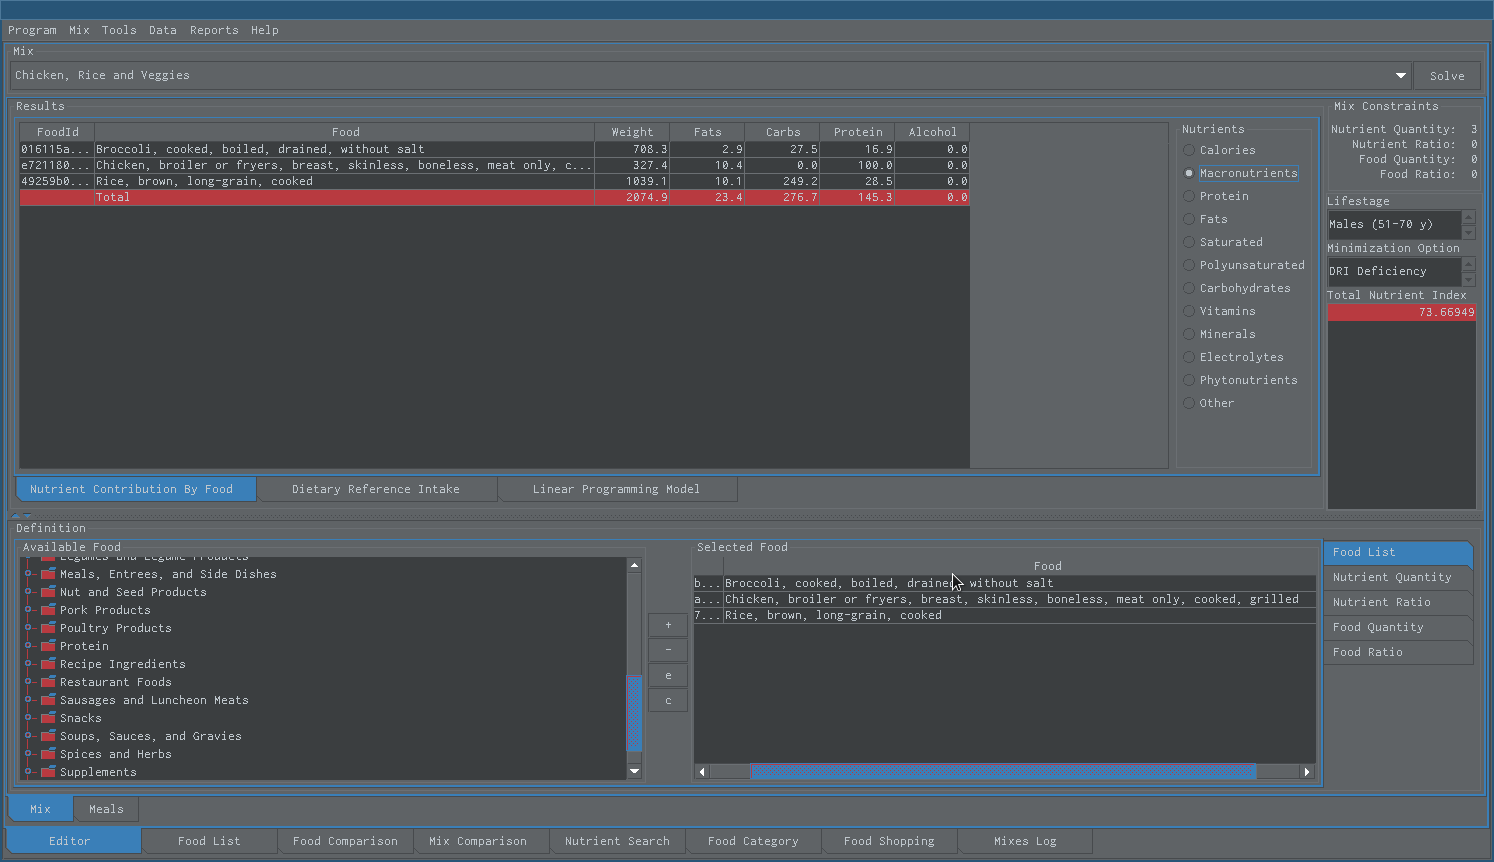 Program Mix Tools Data Reports Help
Mix
Chicken, Rice and Veggies
Solve
Results
FoodId Food Weight Fats Carbs Protein Alcohol
016115a... Broccoli, cooked, boiled, drained, without salt 708.3 2.9 27.5 16.9 0.0
e721180... Chicken, broiler or fryers, breast, skinless, boneless, meat only, c... 327.4 10.4 0.0 100.0 0.0
49259b0... Rice, brown, long-grain, cooked 1039.1 10.1 249.2 28.5 0.0
Total 2074.9 23.4 276.7 145.3 0.0
Nutrients
Calories
Macronutrients
Protein
Fats
Saturated
Polyunsaturated
Carbohydrates
Vitamins
Minerals
Electrolytes
Phytonutrients
Other
Mix Constraints
Nutrient Quantity: 3
Nutrient Ratio: 0
Food Quantity: 0
Food Ratio: 0
Lifestage
Males (51-70 y)
Minimization Option
DRI Deficiency
Total Nutrient Index
73.66949
Nutrient Contribution By Food Dietary Reference Intake Linear Programming Model
Definition
Available Food
Legumes and Legume Products
Meals, Entrees, and Side Dishes
Nut and Seed Products
Pork Products
Poultry Products
Protein
Recipe Ingredients
Restaurant Foods
Sausages and Luncheon Meats
Snacks
Soups, Sauces, and Gravies
Spices and Herbs
Supplements
+
-
e
c
Selected Food
Food
b... Broccoli, cooked, boiled, drained, without salt
a... Chicken, broiler or fryers, breast, skinless, boneless, meat only, cooked, grilled
7... Rice, brown, long-grain, cooked
Food List
Nutrient Quantity
Nutrient Ratio
Food Quantity
Food Ratio
Mix Meals
Editor Food List Food Comparison Mix Comparison Nutrient Search Food Category Food Shopping Mixes Log